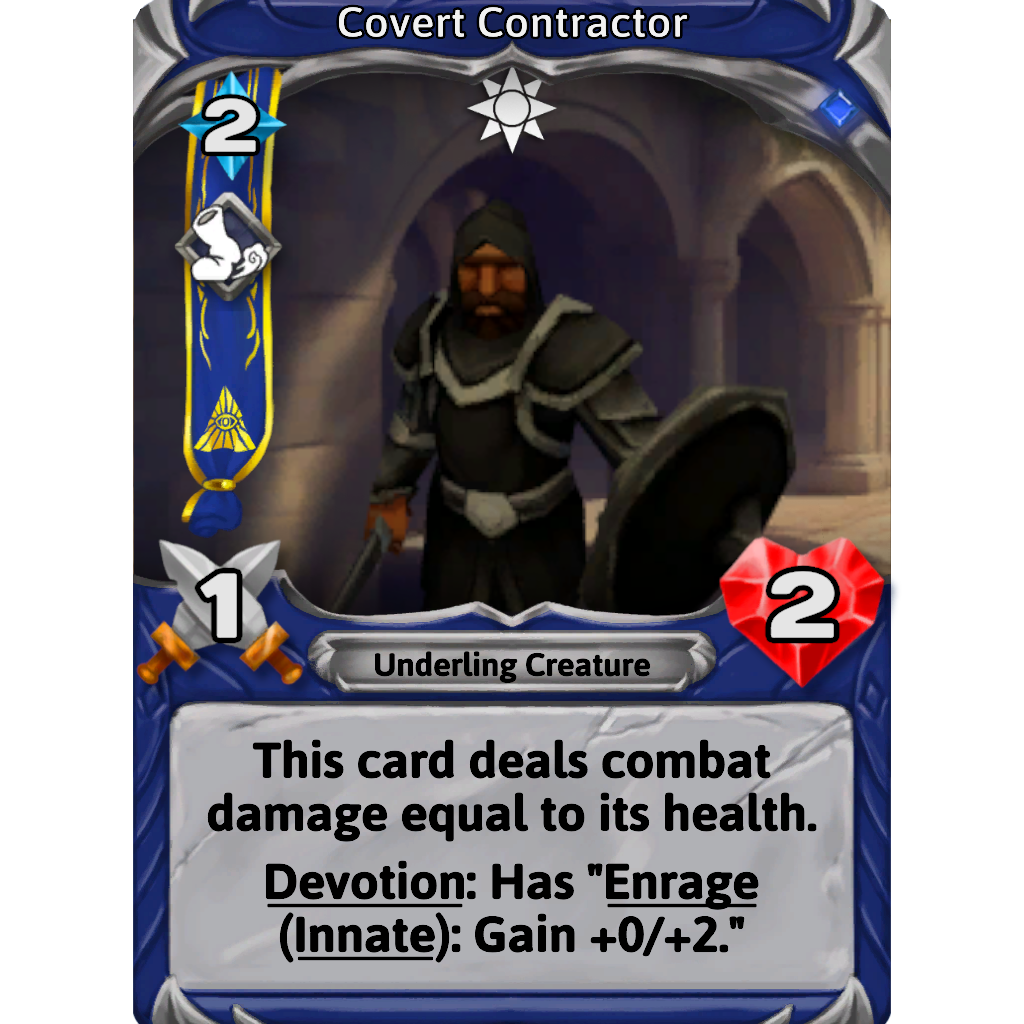 Covert Contractor
2
1
2
Underling Creature
This card deals combat
damage equal to its health.
Devotion: Has "Enrage
(Innate): Gain +0/+2."